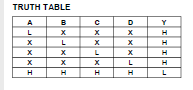 TRUTH TABLE
A B C D Y
L X X X H
X L X X H
X X L X H
X X X L H
H H H H L